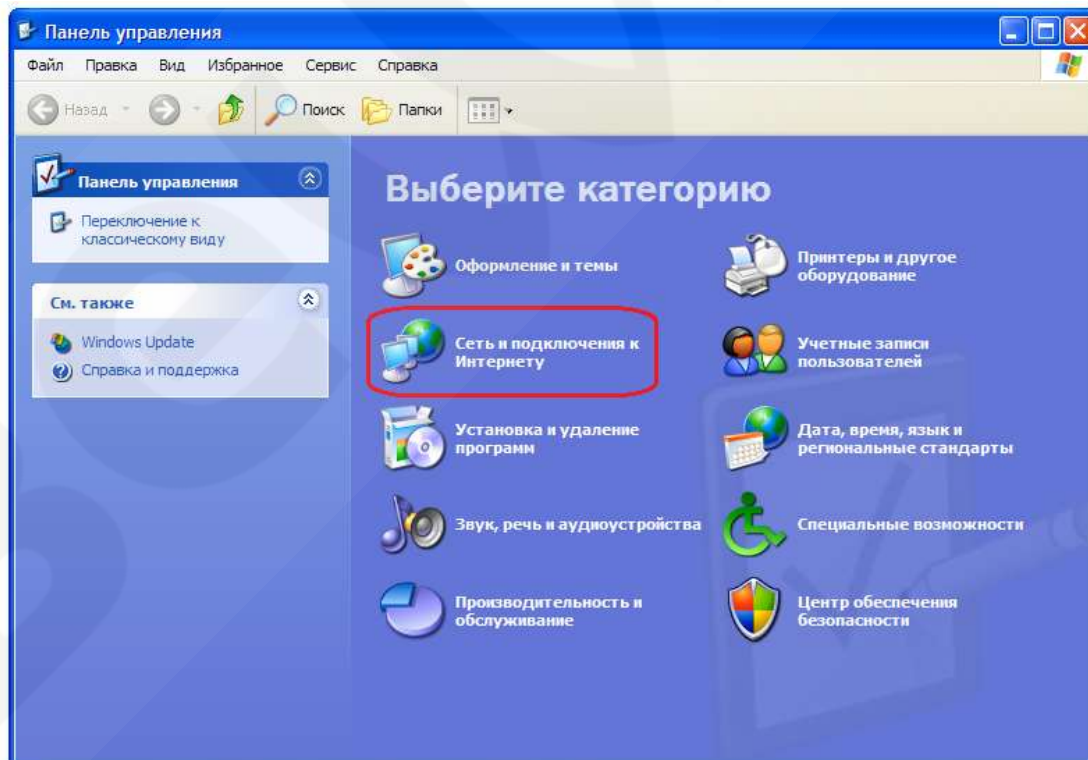 Панель управления
Файл Правка Вид Избранное Сервис Справка
Назад Поиск Папки
Панель управления
Переключение к
классическому виду
См. также
Windows Update
Справка и поддержка
Выберите категорию
Оформление и темы
Принтеры и другое
оборудование
Сеть и подключения к
Интернету
Учетные записи
пользователей
Установка и удаление
программ
Дата, время, язык и
региональные стандарты
Звук, речь и аудиоустройства
Специальные возможности
Производительность и
обслуживание
Центр обеспечения
безопасности